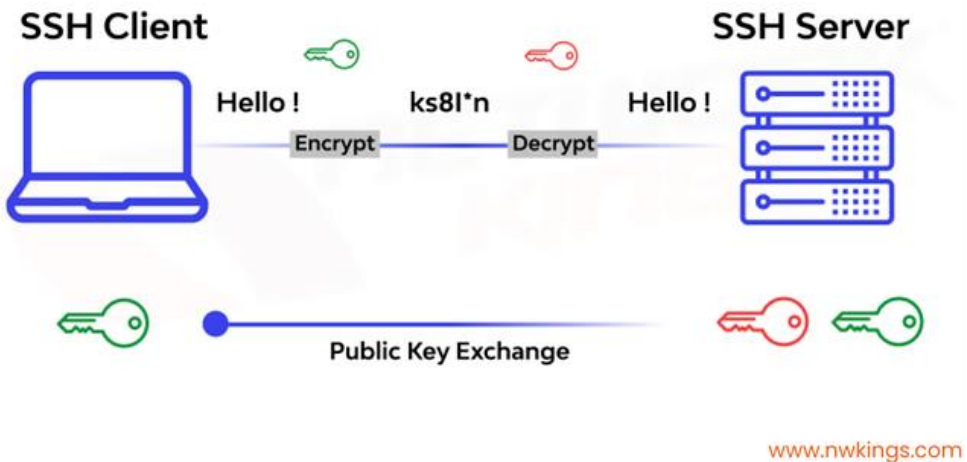 SSH Client
SSH Server
Hello !
ks8I*n
Hello !
Encrypt
Decrypt
Public Key Exchange
www.nwkings.com